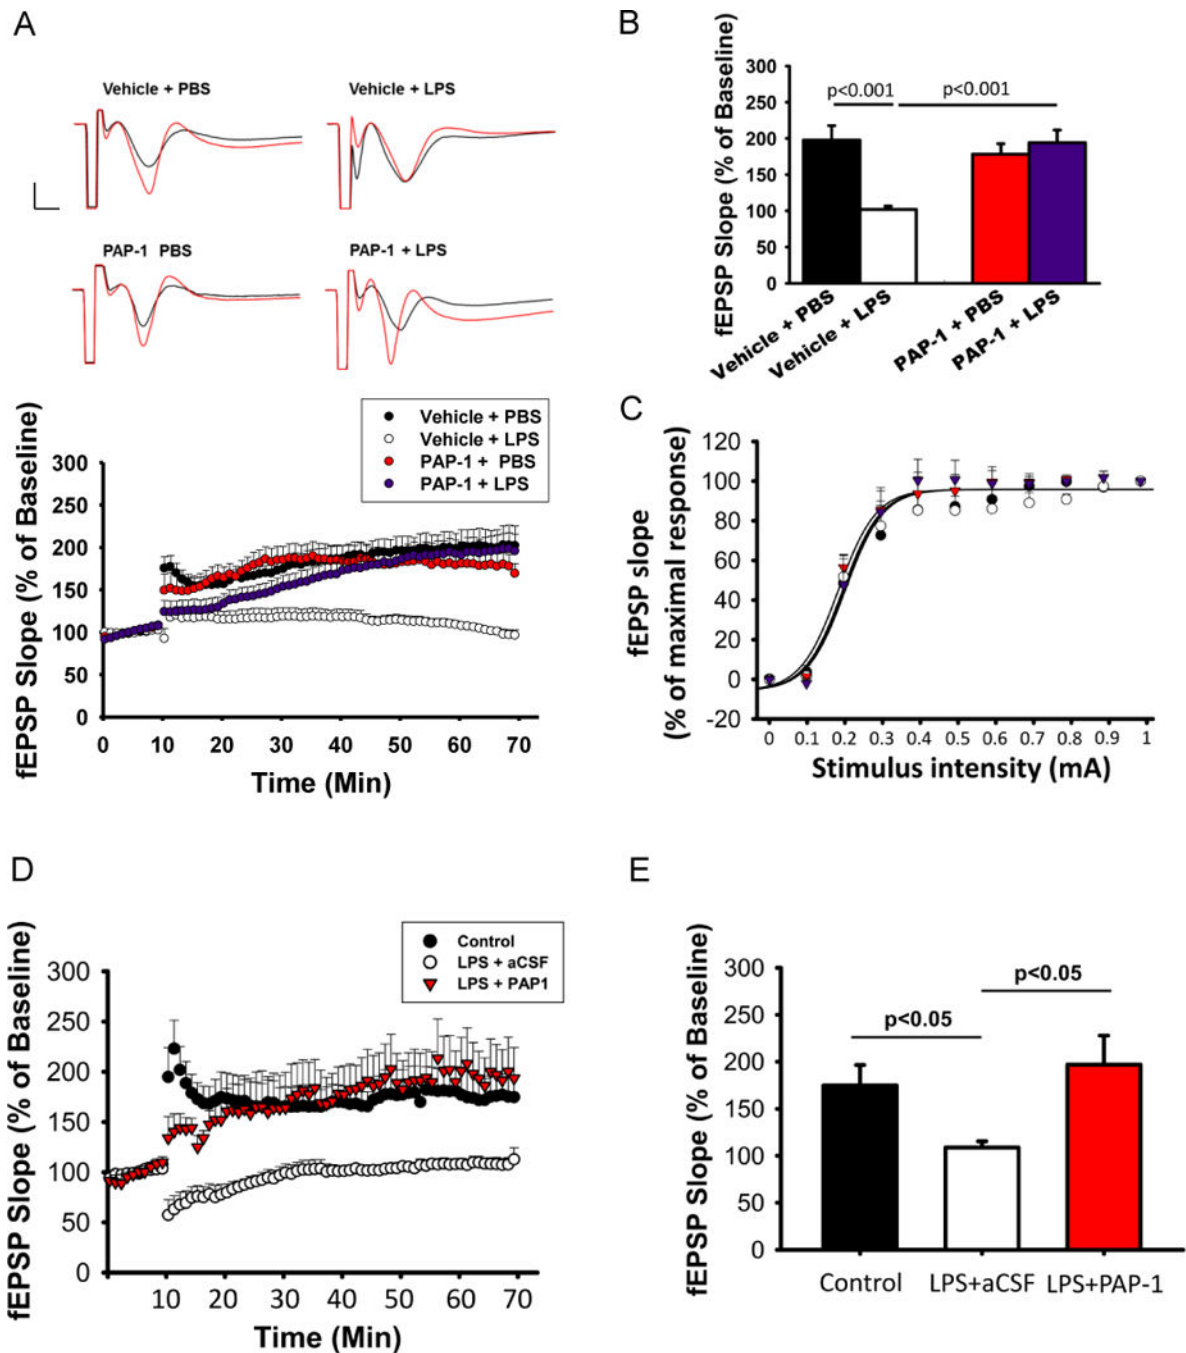 A
Vehicle + PBS
Vehicle + LPS
PAP-1 PBS
PAP-1 + LPS
Vehicle + PBS
Vehicle + LPS
PAP-1 + PBS
PAP-1 + LPS
fEPSP Slope (% of Baseline)
300
250
200
150
100
50
0
0 10 20 30 40 50 60 70
Time (Min)
B
fEPSP Slope (% of Baseline)
300
250
200
150
100
50
0
p<0.001
p<0.001
Vehicle + PBS
Vehicle + LPS
PAP-1 + PBS
PAP-1 + LPS
C
fEPSP slope
(% of maximal response)
120
100
80
60
40
20
0
-20
0 0.1 0.2 0.3 0.4 0.5 0.6 0.7 0.8 0.9 1
Stimulus intensity (mA)
D
Control
LPS + aCSF
LPS + PAP1
fEPSP Slope (% of Baseline)
300
250
200
150
100
50
0
10 20 30 40 50 60 70
Time (Min)
E
fEPSP Slope (% of Baseline)
300
250
200
150
100
50
0
p<0.05
p<0.05
Control
LPS+aCSF
LPS+PAP-1